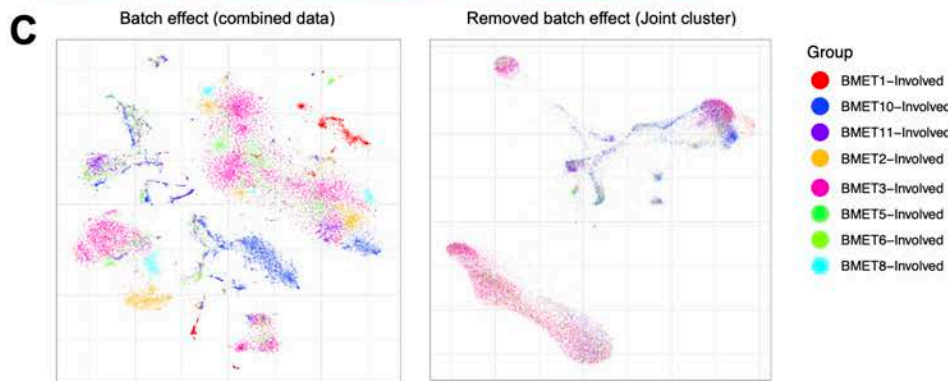 C
Batch effect (combined data)
Removed batch effect (Joint cluster)
Group
BMET1-Involved
BMET10-Involved
BMET11-Involved
BMET2-Involved
BMET3-Involved
BMET5-Involved
BMET6-Involved
BMET8-Involved